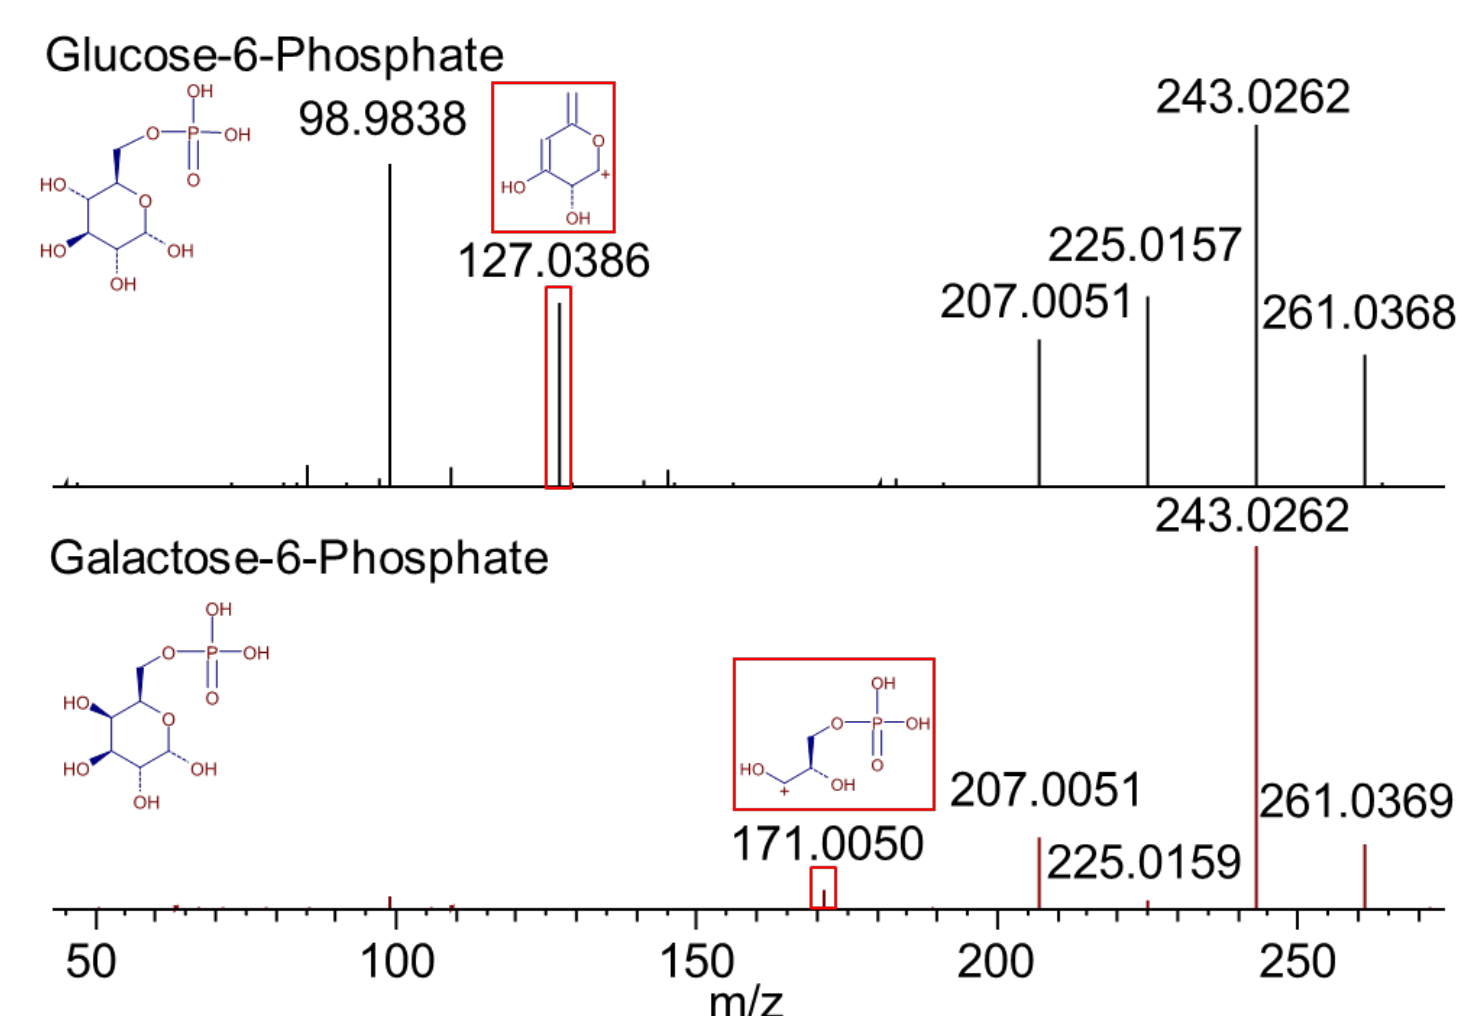 Glucose-6-Phosphate
OH
O P OH
O
HO
O
HO OH
OH
98.9838
O
+
HO
OH
127.0386
207.0051
225.0157
243.0262
261.0368
Galactose-6-Phosphate
OH
O P OH
O
HO
O
HO OH
OH
OH
O P OH
O
HO
+
OH
171.0050
207.0051
225.0159
243.0262
261.0369
50 100 150 200 250
m/z